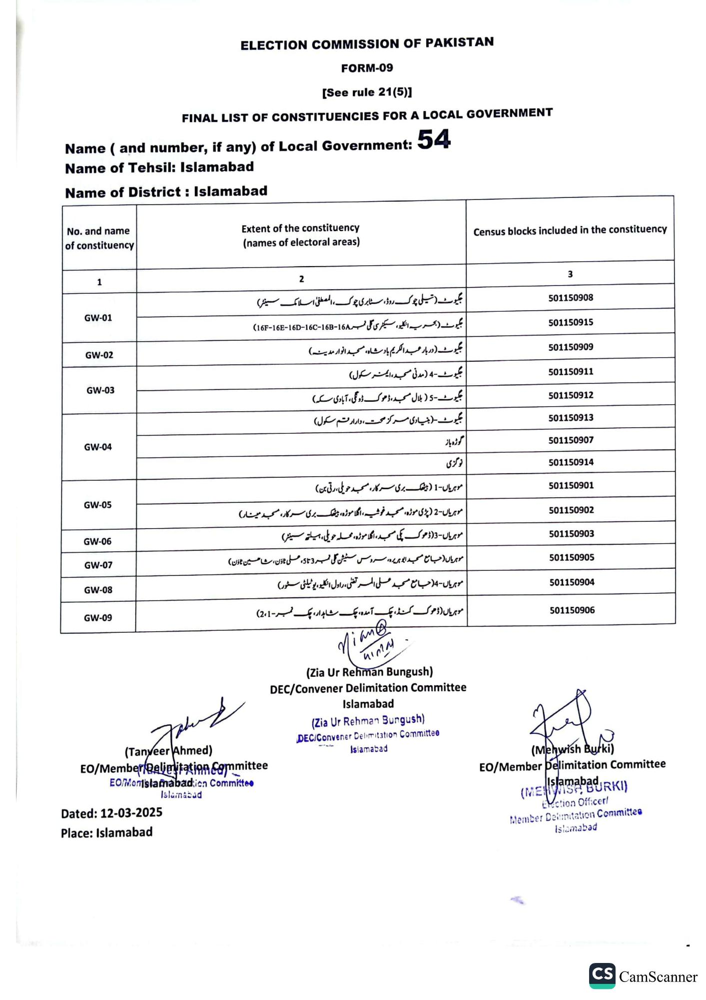 ELECTION COMMISSION OF PAKISTAN
FORM-09
[See rule 21(5)]
FINAL LIST OF CONSTITUENCIES FOR A LOCAL GOVERNMENT
Name ( and number, if any) of Local Government: 54
Name of Tehsil: Islamabad
Name of District : Islamabad
No. and name of constituency
Extent of the constituency
(names of electoral areas)
Census blocks included in the constituency
1 2 3
GW-01 جگیوٹ (تیلی چوک روڈ، سٹابری چوک، المصطفیٰ اسلامک سینٹر) 501150908
جگیوٹ (بحریہ انکلیو، سیکٹری گلی نمبر 16F-16E-16D-16C-16B-16A) 501150915
GW-02 جگیوٹ (دربار عبدالکریم بادشاہ، مسجد انوار مدینہ) 501150909
GW-03 جگیوٹ-4 (مدنی مسجد، ایمنر سکول) 501150911
جگیوٹ-5 (بلال مسجد، ڈھوک ڈونگی، آبادی سکہ) 501150912
GW-04 جگیوٹ-(بنیادی مرکز صحت، دارارقم سکول) 501150913
گوڑہ باز 501150907
نوگزی 501150914
GW-05 موہریاں-1 (بیٹھک بری سرکار، مسجد حویلی، رتی بن) 501150901
موہریاں-2 (پڑی موڑہ، مسجد غوثیہ، اگلا موڑہ، بیٹھک بری سرکار، مسجد مینار) 501150902
GW-06 موہریاں-3(ڈھوک پکی مسجد، اگلا موڑہ، محلہ حویلی، ہیلتھ سینٹر) 501150903
GW-07 موہریاں(جامع مسجد ابوہریرہ، سروس سٹیشن گلی نمبر 3تا5، علی ٹاؤن، شاھین ٹاؤن) 501150905
GW-08 موہریاں-4(جامع مسجد علی المرتضیٰ، راول انکلیو، یوٹیلٹی سٹور) 501150904
GW-09 موہریاں(ڈھوک کنڈ، چک آمدہ، چک شاہدار، چک نمبر-2،1) 501150906
(Zia Ur Rehman Bungush)
DEC/Convener Delimitation Committee
Islamabad
(Zia Ur Rehman Bungush)
DEC/Convener Delimitation Committee
Islamabad
(Tanveer Ahmed)
EO/Member Delimitation Committee
Islamabad
(Tanveer Ahmed)
EO/Member Delimitation Committee
Islamabad
(Mehwish Burki)
EO/Member Delimitation Committee
Islamabad
(MEHWISH BURKI)
Election Officer/
Member Delimitation Committee
Islamabad
Dated: 12-03-2025
Place: Islamabad
CS CamScanner